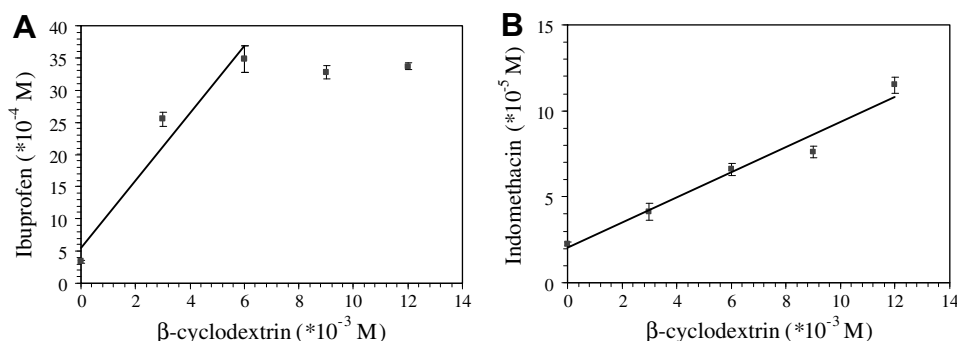 A
40
35
30
25
20
15
10
5
0
Ibuprofen (*10⁻⁴ M)
0 2 4 6 8 10 12 14
β-cyclodextrin (*10⁻³ M)
B
15
10
5
0
Indomethacin (*10⁻⁵ M)
0 2 4 6 8 10 12 14
β-cyclodextrin (*10⁻³ M)